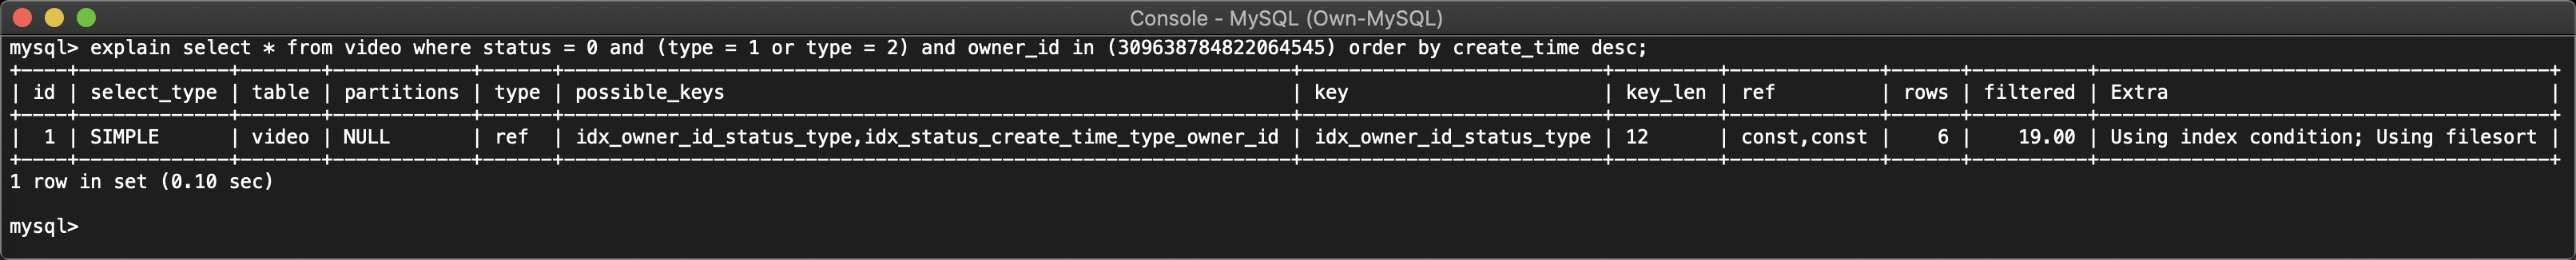 Console - MySQL (Own-MySQL)
mysql> explain select * from video where status = 0 and (type = 1 or type = 2) and owner_id in (309638784822064545) order by create_time desc;
+----+-------------+-------+------------+------+---------------------------------------------------------------+--------------------------+---------+-------------+------+----------+---------------------------------------+
| id | select_type | table | partitions | type | possible_keys                                                 | key                      | key_len | ref         | rows | filtered | Extra                                 |
+----+-------------+-------+------------+------+---------------------------------------------------------------+--------------------------+---------+-------------+------+----------+---------------------------------------+
|  1 | SIMPLE      | video | NULL       | ref  | idx_owner_id_status_type,idx_status_create_time_type_owner_id | idx_owner_id_status_type | 12      | const,const |    6 |    19.00 | Using index condition; Using filesort |
+----+-------------+-------+------------+------+---------------------------------------------------------------+--------------------------+---------+-------------+------+----------+---------------------------------------+
1 row in set (0.10 sec)
mysql>